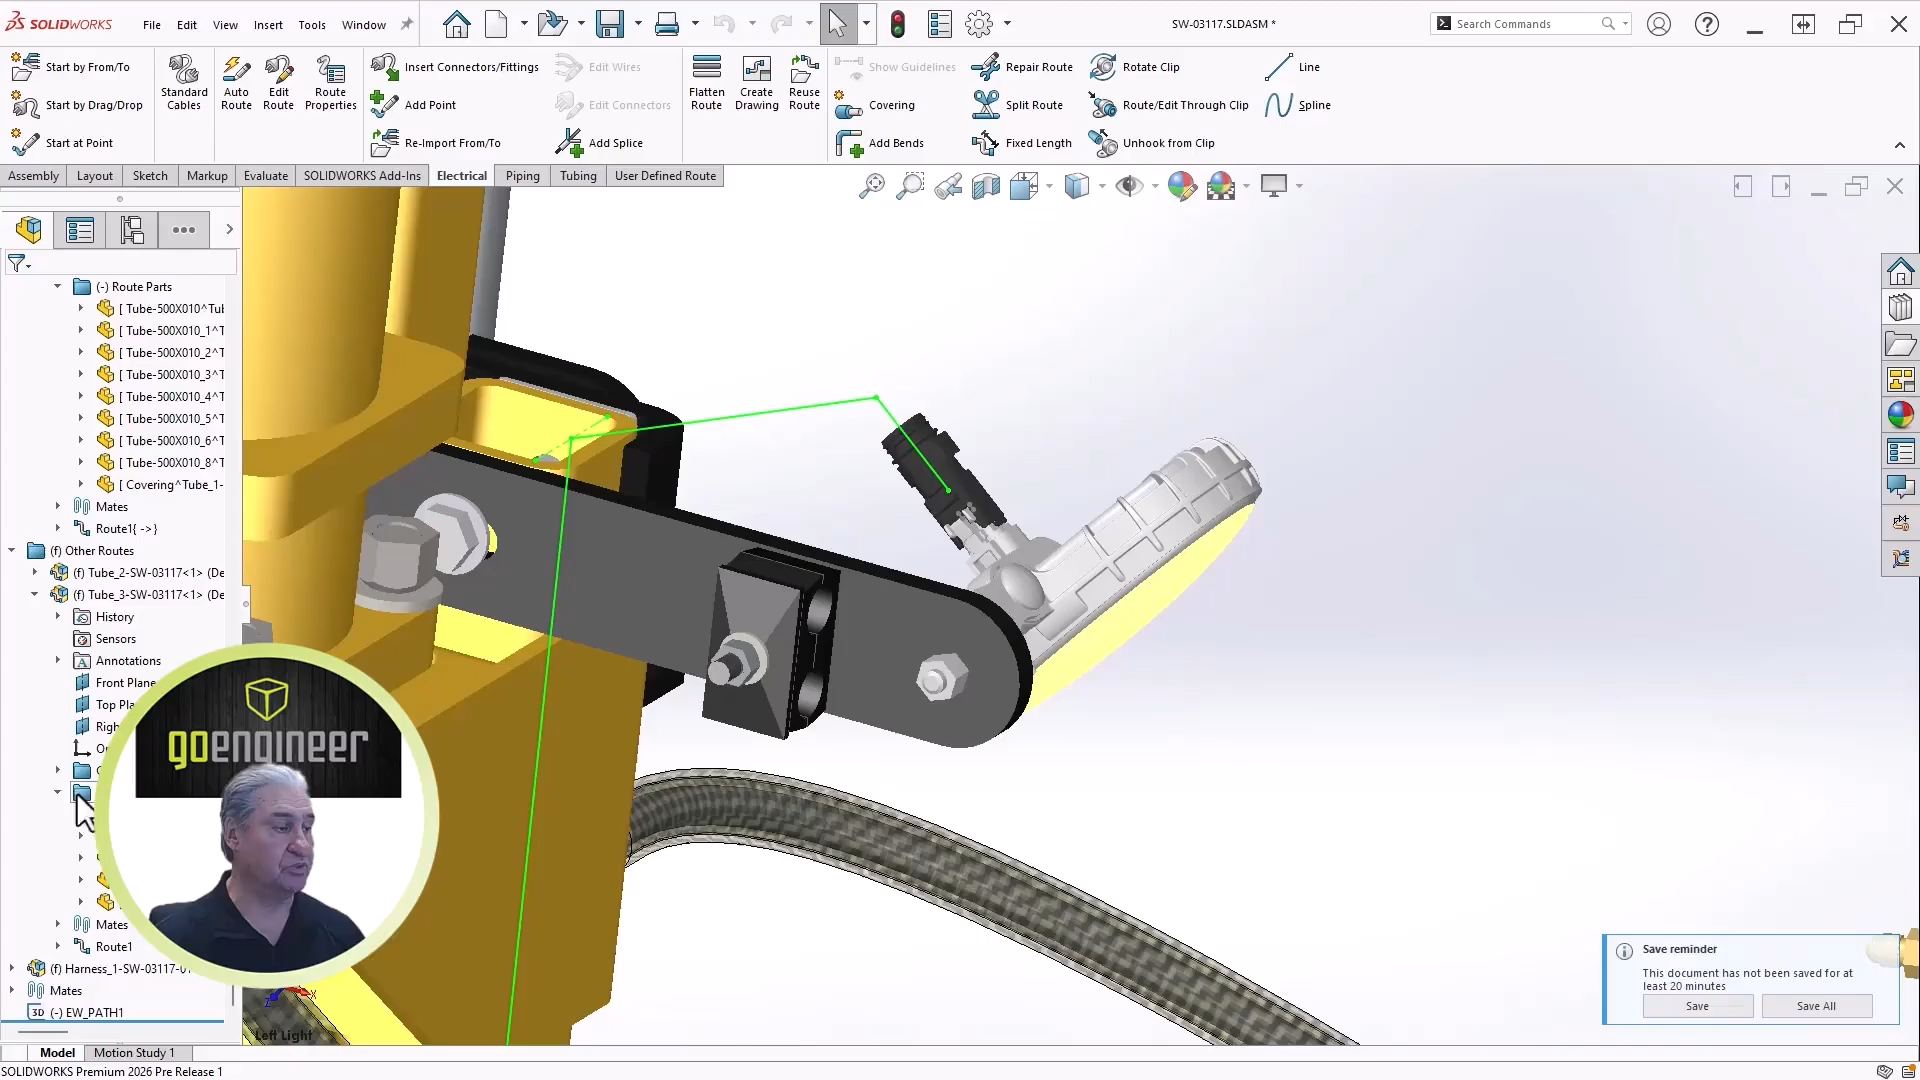 SOLIDWORKS
File Edit View Insert Tools Window
SW-03117.SLDASM *
Search Commands
Start by From/To
Start by Drag/Drop
Start at Point
Standard Cables
Auto Route
Edit Route
Route Properties
Insert Connectors/Fittings
Add Point
Re-Import From/To
Edit Wires
Edit Connectors
Add Splice
Flatten Route
Create Drawing
Reuse Route
Show Guidelines
Covering
Add Bends
Repair Route
Split Route
Fixed Length
Rotate Clip
Route/Edit Through Clip
Unhook from Clip
Line
Spline
Assembly Layout Sketch Markup Evaluate SOLIDWORKS Add-Ins Electrical Piping Tubing User Defined Route
(-) Route Parts
[ Tube-500X010^Tul
[ Tube-500X010_1^T
[ Tube-500X010_2^T
[ Tube-500X010_3^T
[ Tube-500X010_4^T
[ Tube-500X010_5^T
[ Tube-500X010_6^T
[ Tube-500X010_8^T
[ Covering^Tube_1-
Mates
Route1{ ->}
(f) Other Routes
(f) Tube_2-SW-03117<1> (De
(f) Tube_3-SW-03117<1> (De
History
Sensors
Annotations
Front Plane
Top Pla
Righ
Or
Mates
Route1
(f) Harness_1-SW-03117-0
Mates
3D (-) EW_PATH1
goengineer
Z X
Left Light
Save reminder
This document has not been saved for at
least 20 minutes
Save Save All
Model Motion Study 1
SOLIDWORKS Premium 2026 Pre Release 1